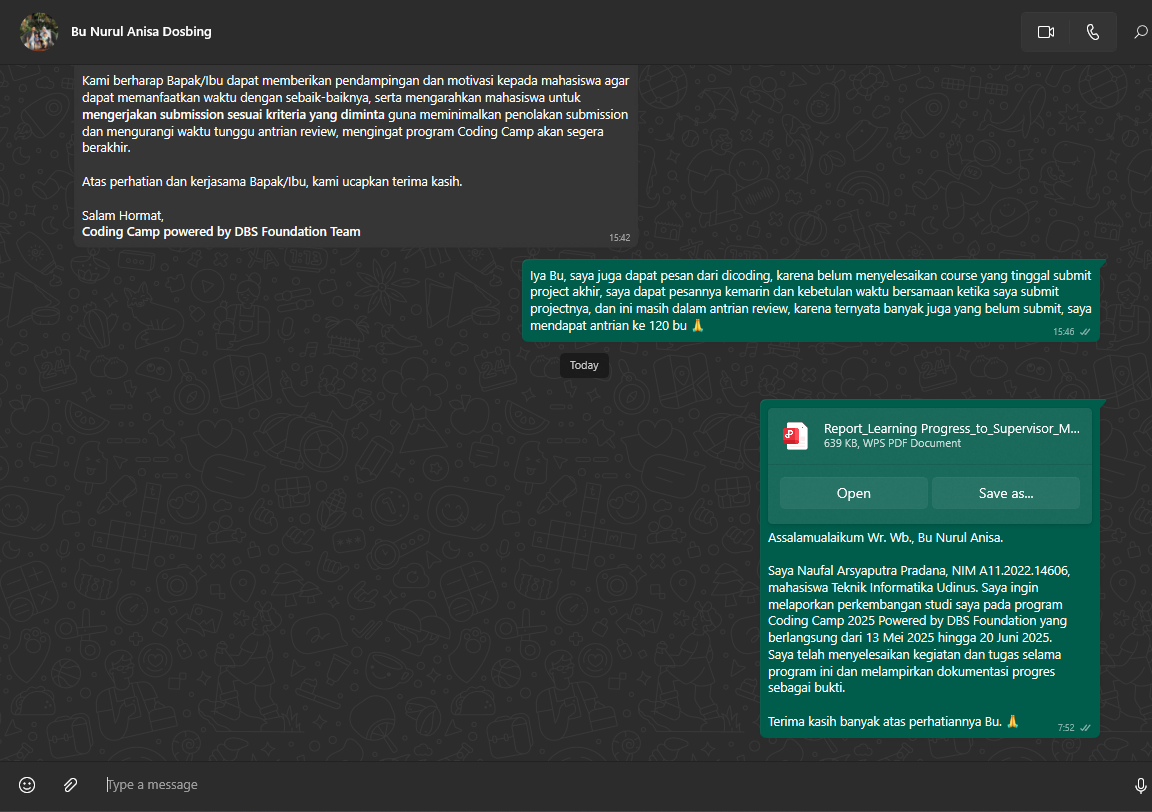 Bu Nurul Anisa Dosbing
Kami berharap Bapak/Ibu dapat memberikan pendampingan dan motivasi kepada mahasiswa agar
dapat memanfaatkan waktu dengan sebaik-baiknya, serta mengarahkan mahasiswa untuk
mengerjakan submission sesuai kriteria yang diminta guna meminimalkan penolakan submission
dan mengurangi waktu tunggu antrian review, mengingat program Coding Camp akan segera
berakhir.
Atas perhatian dan kerjasama Bapak/Ibu, kami ucapkan terima kasih.
Salam Hormat,
Coding Camp powered by DBS Foundation Team
15:42
Iya Bu, saya juga dapat pesan dari dicoding, karena belum menyelesaikan course yang tinggal submit
project akhir, saya dapat pesannya kemarin dan kebetulan waktu bersamaan ketika saya submit
projectnya, dan ini masih dalam antrian review, karena ternyata banyak juga yang belum submit, saya
mendapat antrian ke 120 bu 🙏
15:46
Today
Report_Learning Progress_to_Supervisor_M...
639 KB, WPS PDF Document
Open
Save as...
Assalamualaikum Wr. Wb., Bu Nurul Anisa.
Saya Naufal Arsyaputra Pradana, NIM A11.2022.14606,
mahasiswa Teknik Informatika Udinus. Saya ingin
melaporkan perkembangan studi saya pada program
Coding Camp 2025 Powered by DBS Foundation yang
berlangsung dari 13 Mei 2025 hingga 20 Juni 2025.
Saya telah menyelesaikan kegiatan dan tugas selama
program ini dan melampirkan dokumentasi progres
sebagai bukti.
Terima kasih banyak atas perhatiannya Bu. 🙏
7:52
Type a message